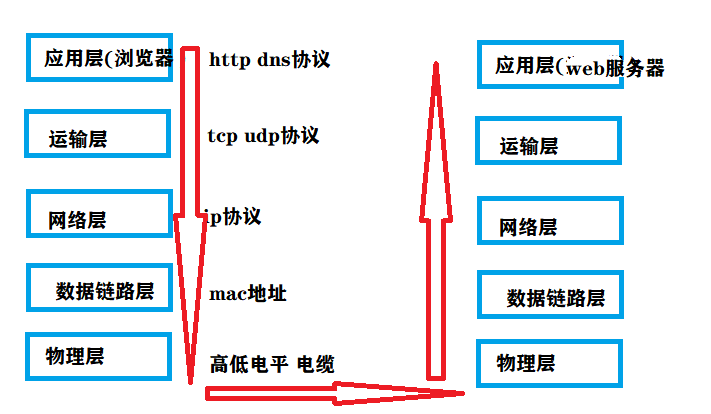 应用层(浏览器
http dns协议
应用层(web服务器
运输层
tcp udp协议
运输层
网络层
ip协议
网络层
数据链路层
mac地址
数据链路层
物理层
高低电平 电缆
物理层